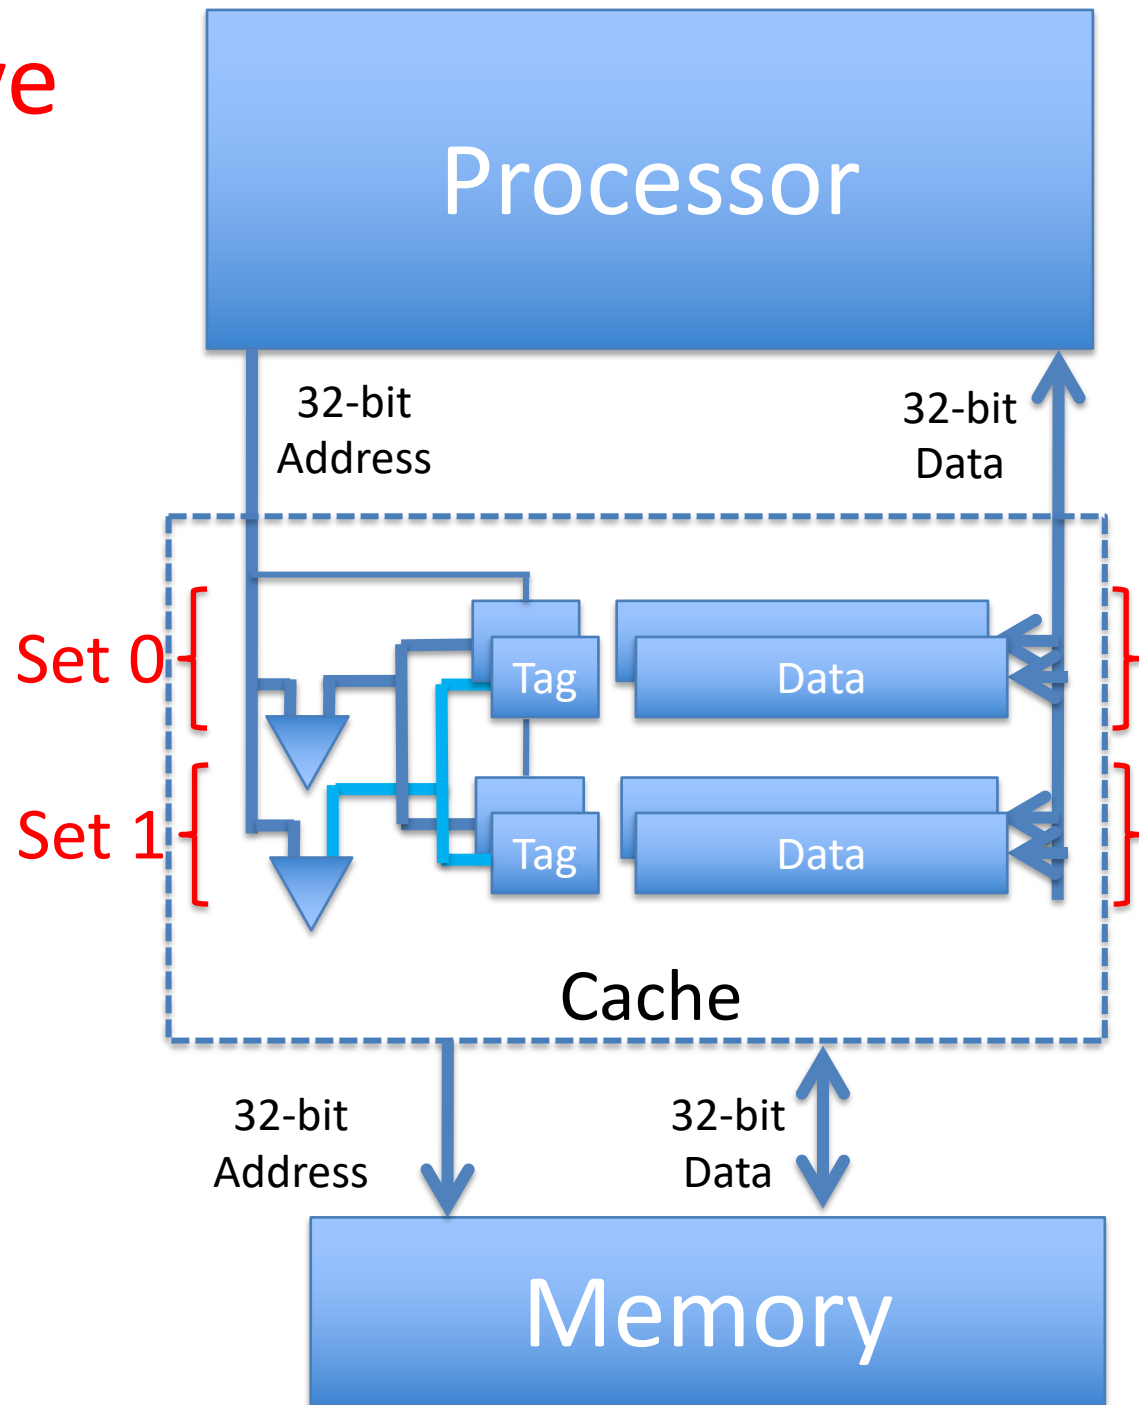 Processor
32-bit
Address
32-bit
Data
Set 0
Tag
Data
Set 1
Tag
Data
Cache
32-bit
Address
32-bit
Data
Memory